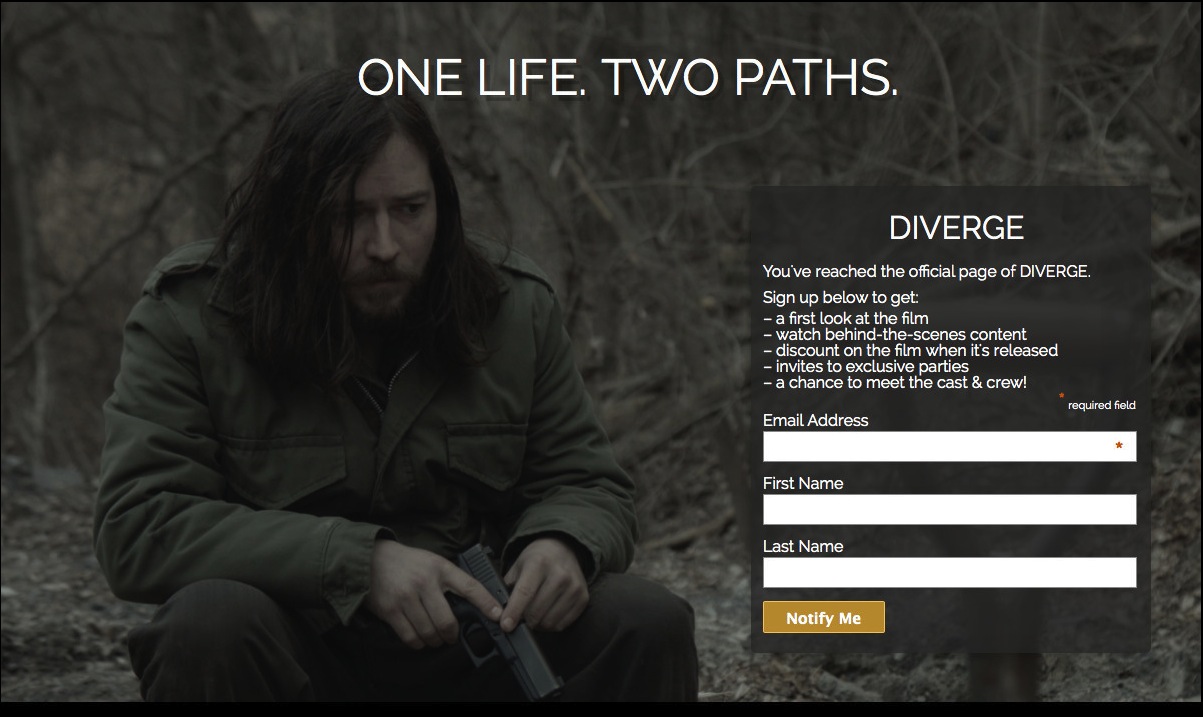 ONE LIFE. TWO PATHS.
DIVERGE
You've reached the official page of DIVERGE.
Sign up below to get:
– a first look at the film
– watch behind-the-scenes content
– discount on the film when it's released
– invites to exclusive parties
– a chance to meet the cast & crew!
* required field
Email Address
*
First Name
Last Name
Notify Me